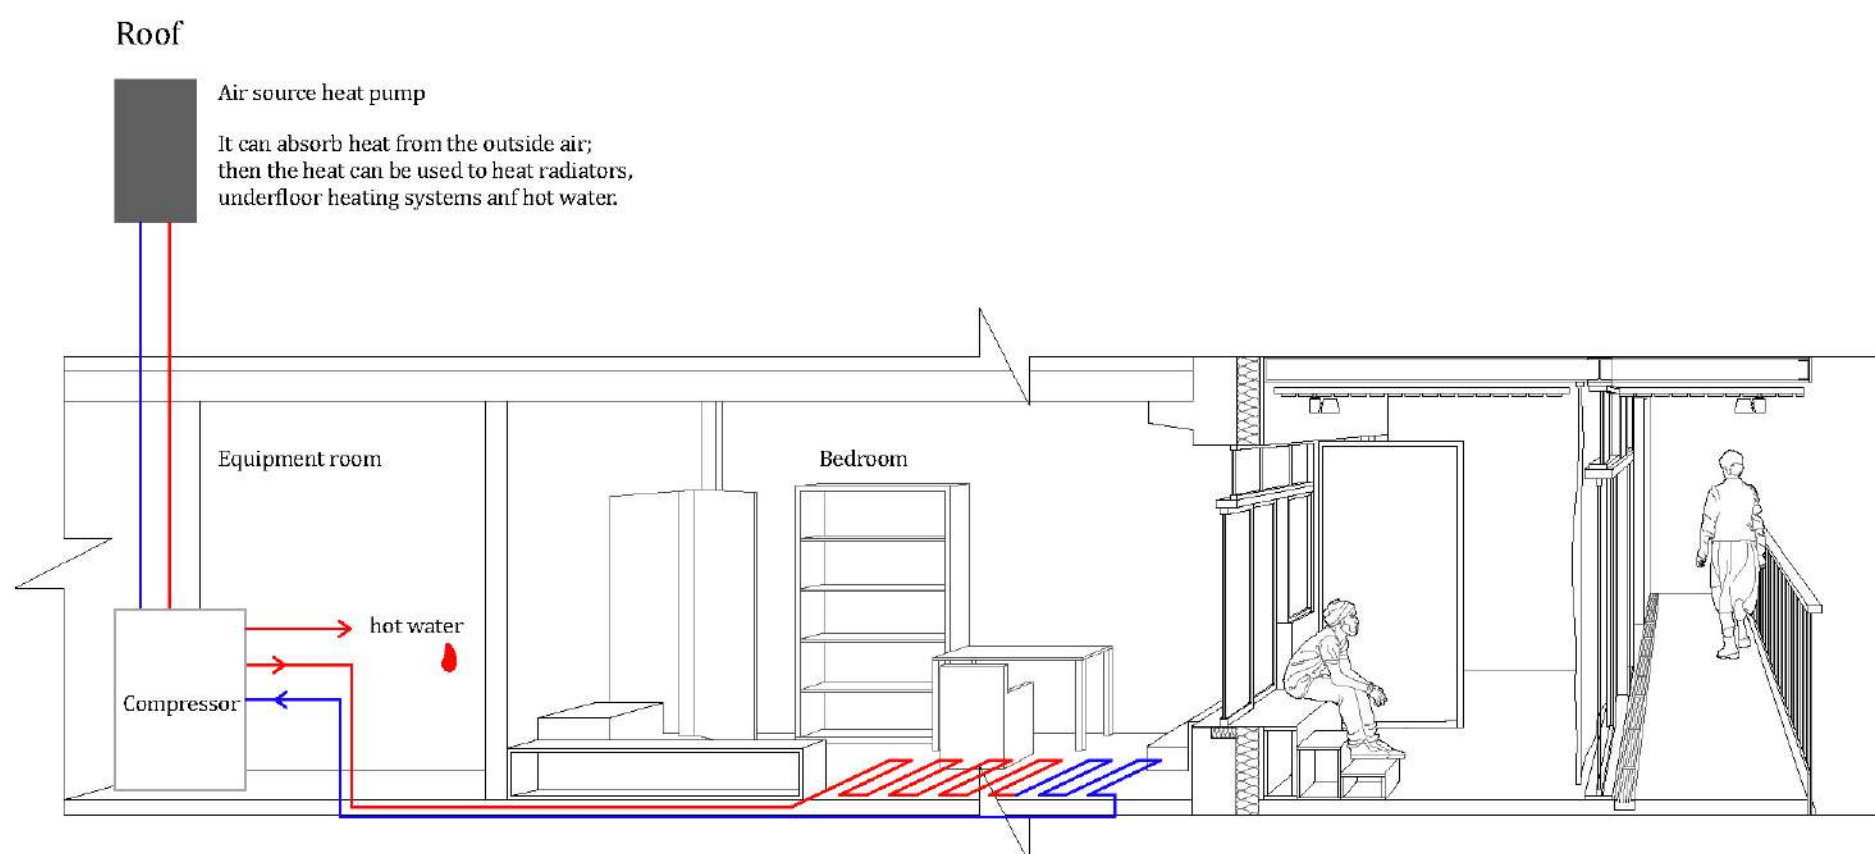 Roof
Air source heat pump
It can absorb heat from the outside air;
then the heat can be used to heat radiators,
underfloor heating systems anf hot water.
Equipment room
Bedroom
hot water
Compressor